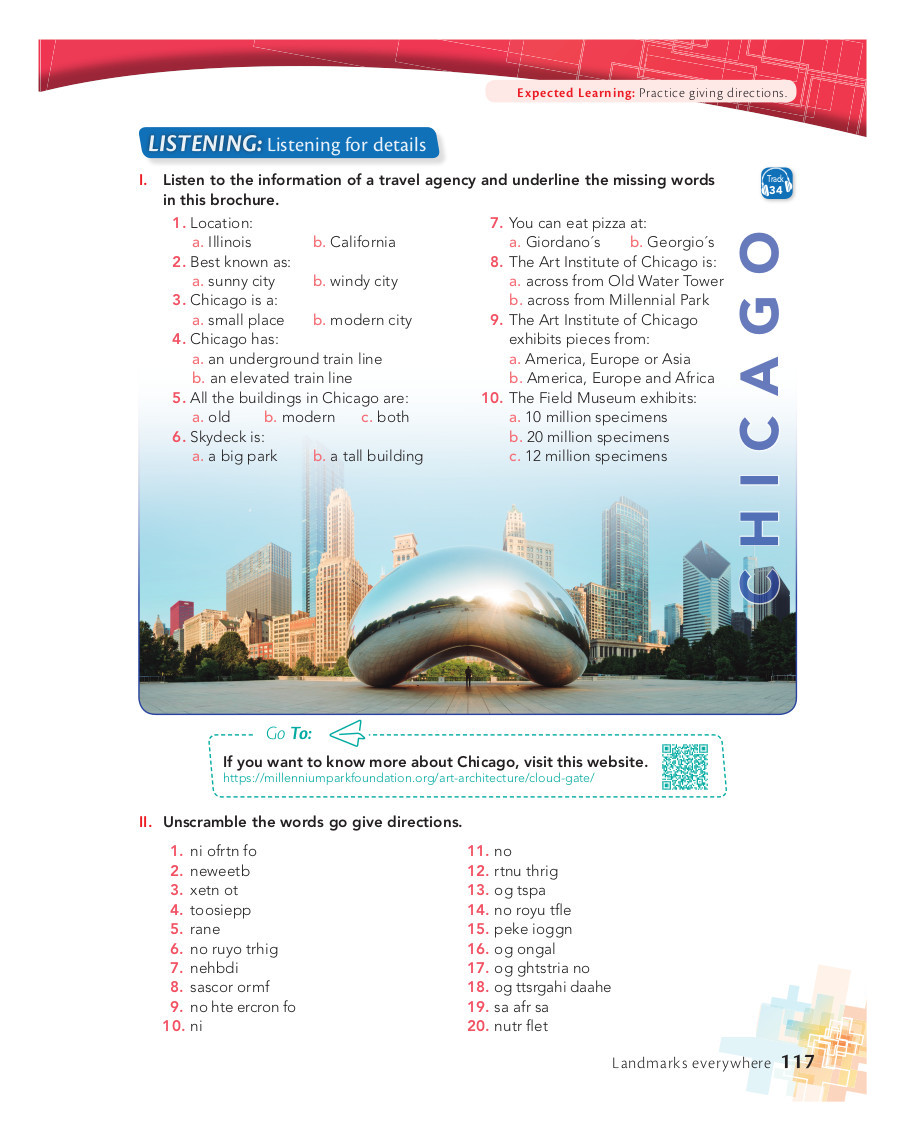 Expected Learning: Practice giving directions.
LISTENING: Listening for details
I. Listen to the information of a travel agency and underline the missing words
in this brochure.
Track
34
1. Location:
a. Illinois b. California
2. Best known as:
a. sunny city b. windy city
3. Chicago is a:
a. small place b. modern city
4. Chicago has:
a. an underground train line
b. an elevated train line
5. All the buildings in Chicago are:
a. old b. modern c. both
6. Skydeck is:
a. a big park b. a tall building
7. You can eat pizza at:
a. Giordano´s b. Georgio´s
8. The Art Institute of Chicago is:
a. across from Old Water Tower
b. across from Millennial Park
9. The Art Institute of Chicago
exhibits pieces from:
a. America, Europe or Asia
b. America, Europe and Africa
10. The Field Museum exhibits:
a. 10 million specimens
b. 20 million specimens
c. 12 million specimens
CHICAGO
Go To:
If you want to know more about Chicago, visit this website.
https://millenniumparkfoundation.org/art-architecture/cloud-gate/
II. Unscramble the words go give directions.
1. ni ofrtn fo
2. neweetb
3. xetn ot
4. toosiepp
5. rane
6. no ruyo trhig
7. nehbdi
8. sascor ormf
9. no hte ercron fo
10. ni
11. no
12. rtnu thrig
13. og tspa
14. no royu tfle
15. peke ioggn
16. og ongal
17. og ghtstria no
18. og ttsrgahi daahe
19. sa afr sa
20. nutr flet
Landmarks everywhere 117